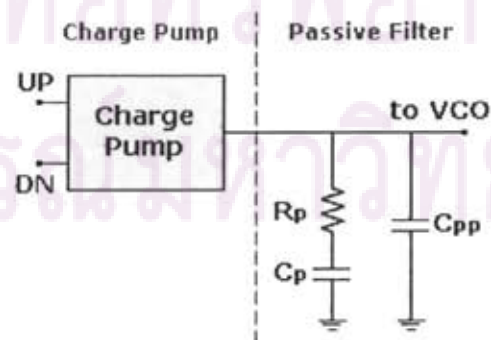 Charge Pump
Passive Filter
UP
DN
Charge
Pump
to VCO
Rp
Cp
Cpp